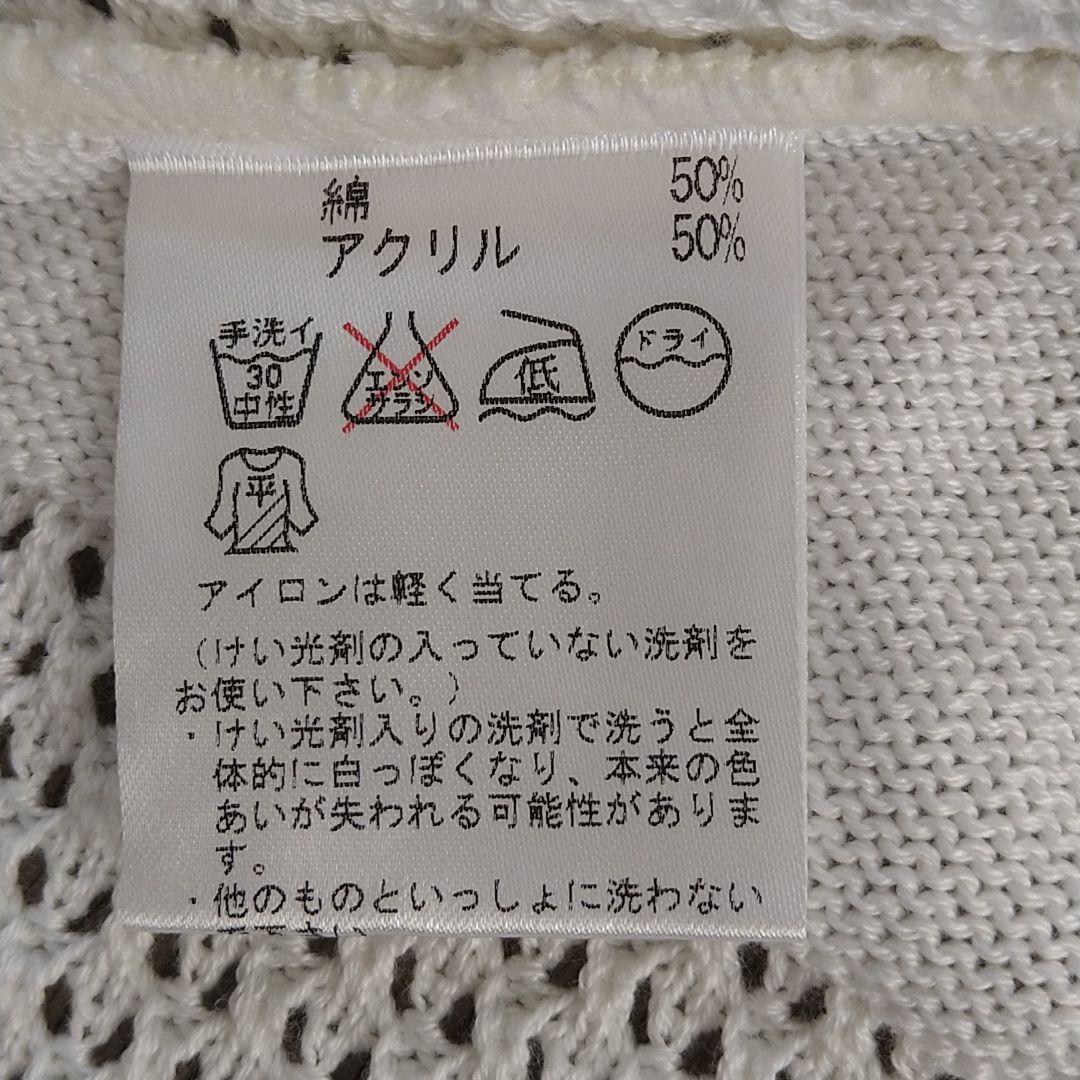 綿 50%
アクリル 50%
手洗イ
30
中性
エンソ
サラシ
低
ドライ
平
アイロンは軽く当てる。
(けい光剤の入っていない洗剤を
お使い下さい。)
・けい光剤入りの洗剤で洗うと全
体的に白っぽくなり、本来の色
あいが失われる可能性がありま
す。
・他のものといっしょに洗わない